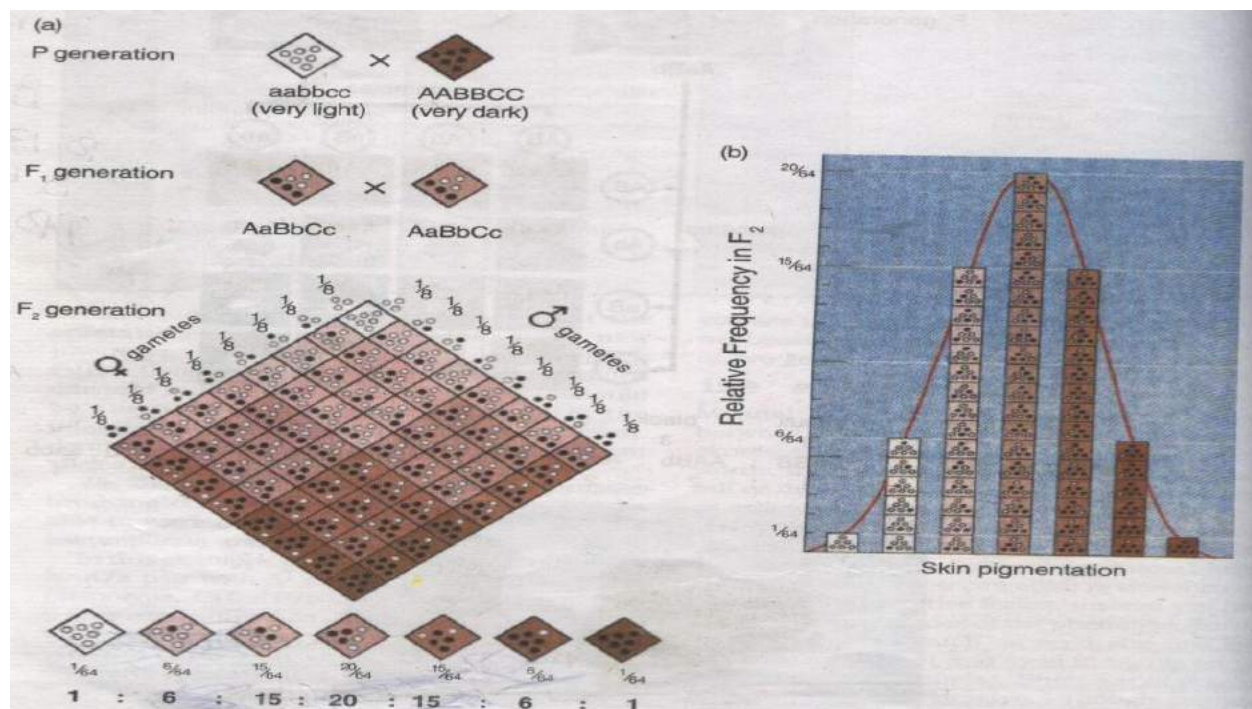 (a)
P generation
×
aabbcc
(very light)
AABBCC
(very dark)
F1 generation
×
AaBbCc
AaBbCc
F2 generation
♀ gametes
1/8
1/8
1/8
1/8
1/8
1/8
1/8
1/8
♂ gametes
1/8
1/8
1/8
1/8
1/8
1/8
1/8
1/8
1/64
6/64
15/64
20/64
15/64
6/64
1/64
1 : 6 : 15 : 20 : 15 : 6 : 1
(b)
Relative Frequency in F2
20/64
15/64
6/64
1/64
Skin pigmentation